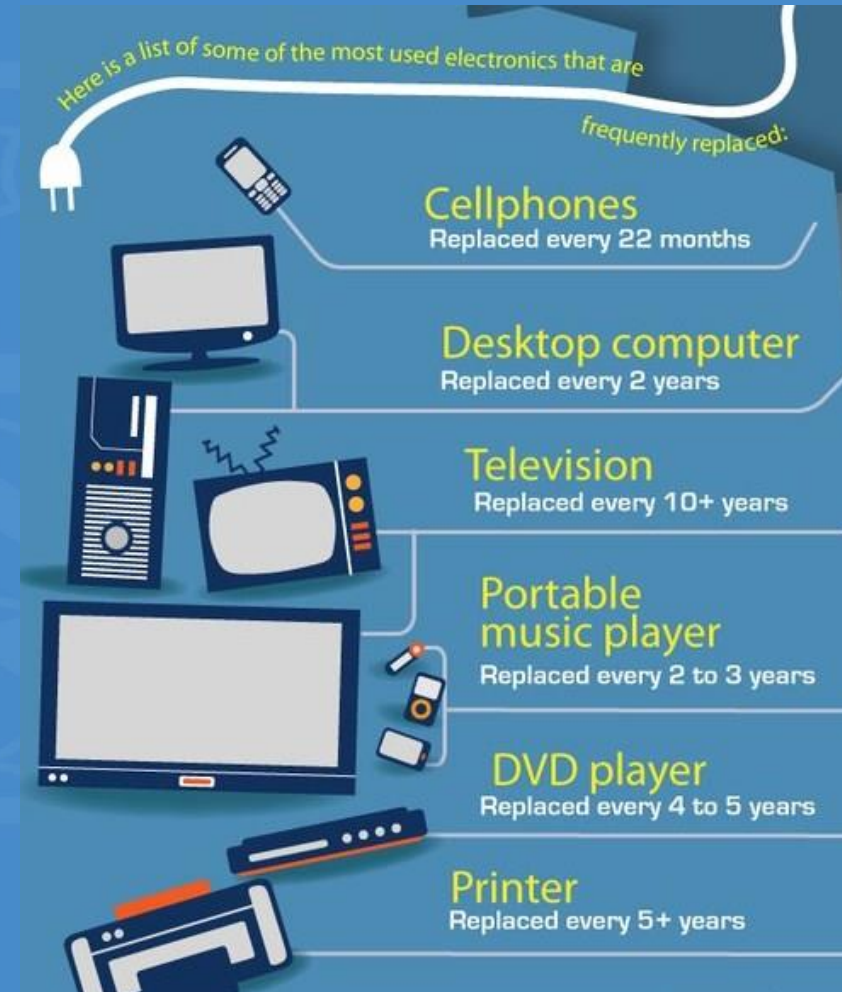 Here is a list of some of the most used electronics that are
frequently replaced:
Cellphones
Replaced every 22 months
Desktop computer
Replaced every 2 years
Television
Replaced every 10+ years
Portable
music player
Replaced every 2 to 3 years
DVD player
Replaced every 4 to 5 years
Printer
Replaced every 5+ years